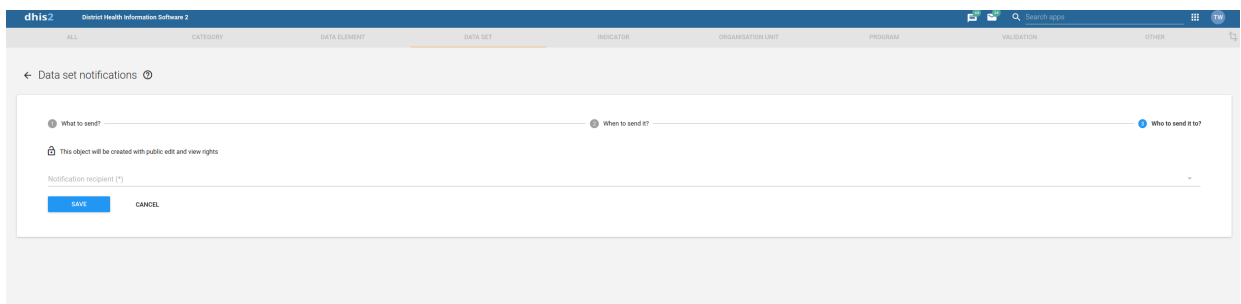 dhis2 District Health Information Software 2 Search apps TW
ALL CATEGORY DATA ELEMENT DATA SET INDICATOR ORGANISATION UNIT PROGRAM VALIDATION OTHER
Data set notifications
1 What to send? 2 When to send it? 3 Who to send it to?
This object will be created with public edit and view rights
Notification recipient (*)
SAVE CANCEL